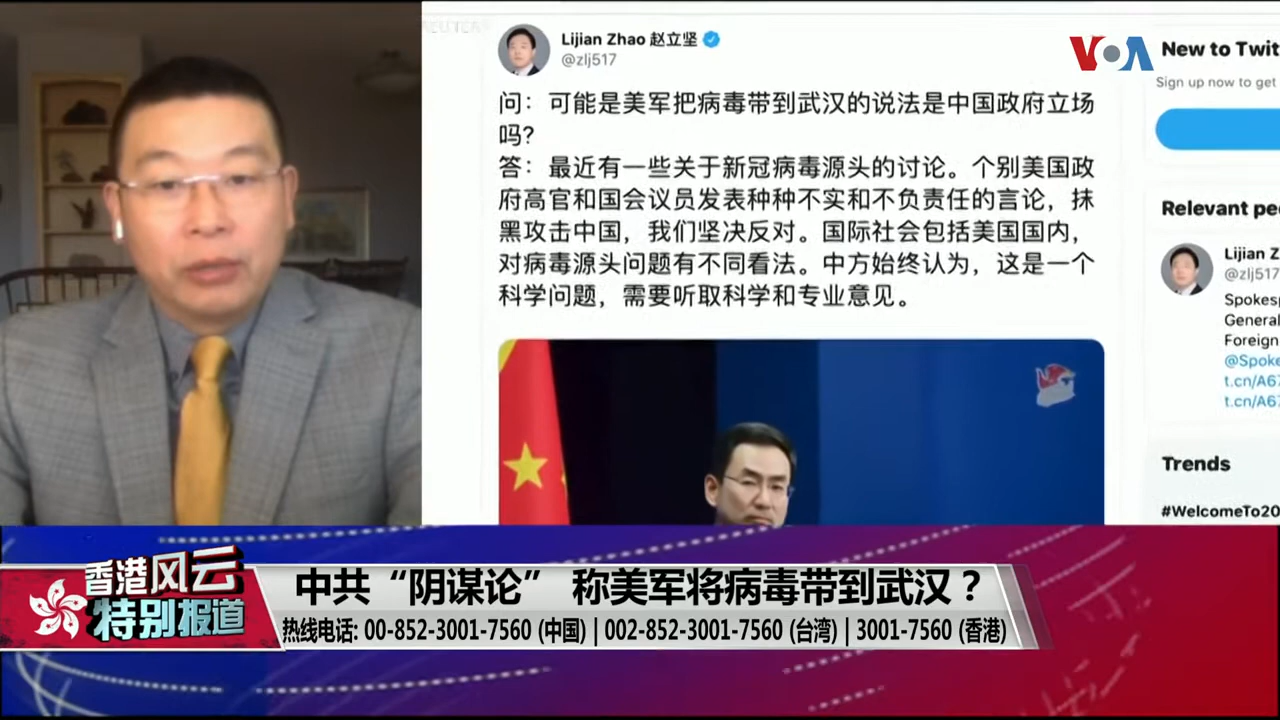 Lijian Zhao 赵立坚
@zlj517
问：可能是美军把病毒带到武汉的说法是中国政府立场
吗？
答：最近有一些关于新冠病毒源头的讨论。个别美国政
府高官和国会议员发表种种不实和不负责任的言论，抹
黑攻击中国，我们坚决反对。国际社会包括美国国内，
对病毒源头问题有不同看法。中方始终认为，这是一个
科学问题，需要听取科学和专业意见。
VOA
New to Twit
Sign up now to get
Relevant peo
Lijian Z
@zlj517
Spokesp
General
Foreign
@Spoke
t.cn/A67
t.cn/A67
Trends
#WelcomeTo20
香港风云
特别报道
中共“阴谋论” 称美军将病毒带到武汉？
热线电话: 00-852-3001-7560 (中国) | 002-852-3001-7560 (台湾) | 3001-7560 (香港)